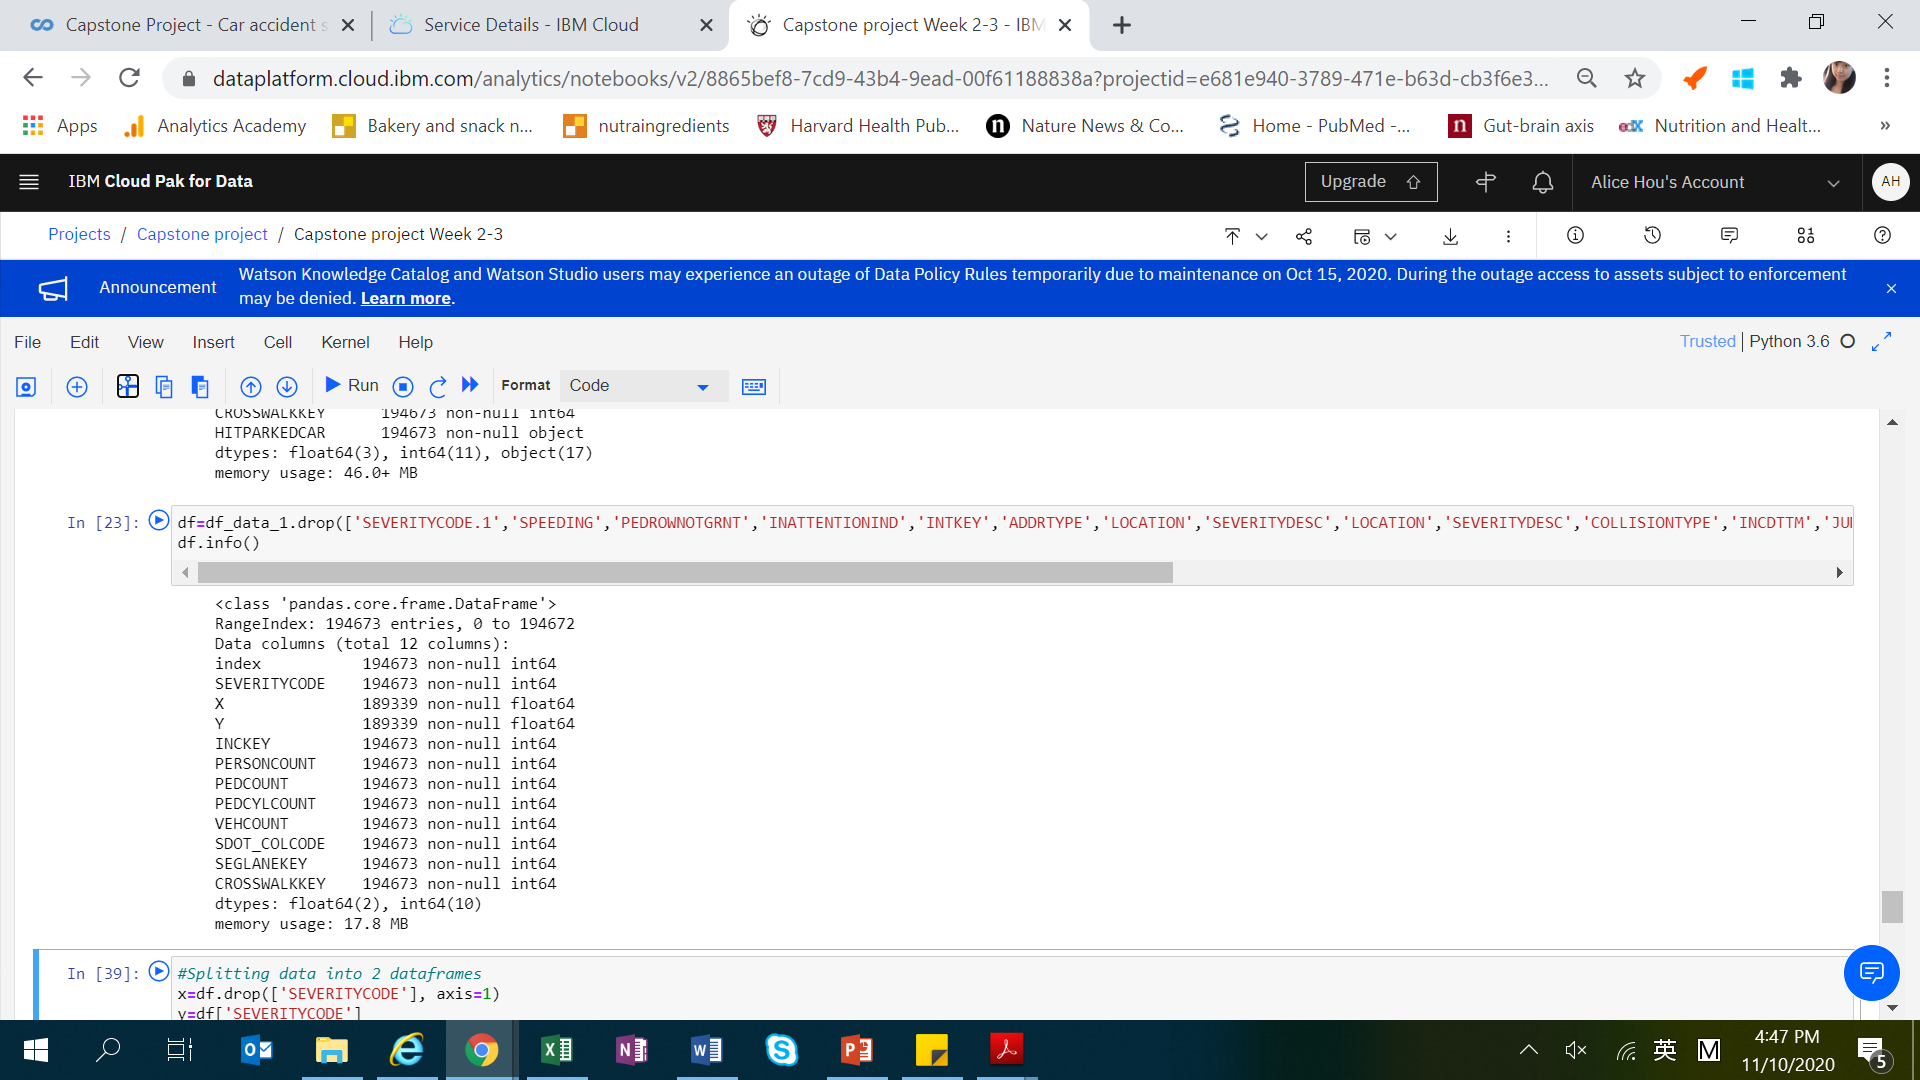 Capstone Project - Car accident s
Service Details - IBM Cloud
Capstone project Week 2-3 - IBM
dataplatform.cloud.ibm.com/analytics/notebooks/v2/8865bef8-7cd9-43b4-9ead-00f61188838a?projectid=e681e940-3789-471e-b63d-cb3f6e3...
Apps Analytics Academy Bakery and snack n... nutraingredients Harvard Health Pub... Nature News & Co... Home - PubMed -... Gut-brain axis edX Nutrition and Healt... »
IBM Cloud Pak for Data
Upgrade
Alice Hou's Account
AH
Projects / Capstone project / Capstone project Week 2-3
Announcement
Watson Knowledge Catalog and Watson Studio users may experience an outage of Data Policy Rules temporarily due to maintenance on Oct 15, 2020. During the outage access to assets subject to enforcement
may be denied. Learn more.
File Edit View Insert Cell Kernel Help
Trusted | Python 3.6
Run
Format
Code
CROSSWALKKEY 194673 non-null int64
HITPARKEDCAR 194673 non-null object
dtypes: float64(3), int64(11), object(17)
memory usage: 46.0+ MB
In [23]:
df=df_data_1.drop(['SEVERITYCODE.1','SPEEDING','PEDROWNOTGRNT','INATTENTIONIND','INTKEY','ADDRTYPE','LOCATION','SEVERITYDESC','LOCATION','SEVERITYDESC','COLLISIONTYPE','INCDTTM','JU
df.info()
<class 'pandas.core.frame.DataFrame'>
RangeIndex: 194673 entries, 0 to 194672
Data columns (total 12 columns):
index 194673 non-null int64
SEVERITYCODE 194673 non-null int64
X 189339 non-null float64
Y 189339 non-null float64
INCKEY 194673 non-null int64
PERSONCOUNT 194673 non-null int64
PEDCOUNT 194673 non-null int64
PEDCYLCOUNT 194673 non-null int64
VEHCOUNT 194673 non-null int64
SDOT_COLCODE 194673 non-null int64
SEGLANEKEY 194673 non-null int64
CROSSWALKKEY 194673 non-null int64
dtypes: float64(2), int64(10)
memory usage: 17.8 MB
In [39]:
#Splitting data into 2 dataframes
x=df.drop(['SEVERITYCODE'], axis=1)
y=df['SEVERITYCODE']
英
M
4:47 PM
11/10/2020
5